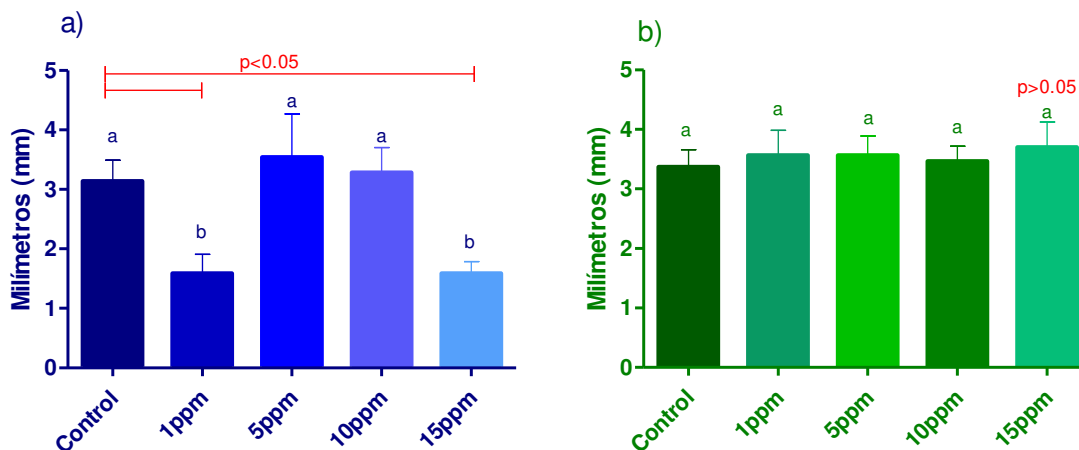 a)
p<0.05
Milímetros (mm)
5
4
3
2
1
0
a
b
a
a
b
Control
1ppm
5ppm
10ppm
15ppm
b)
p>0.05
Milímetros (mm)
5
4
3
2
1
0
a
a
a
a
a
Control
1ppm
5ppm
10ppm
15ppm